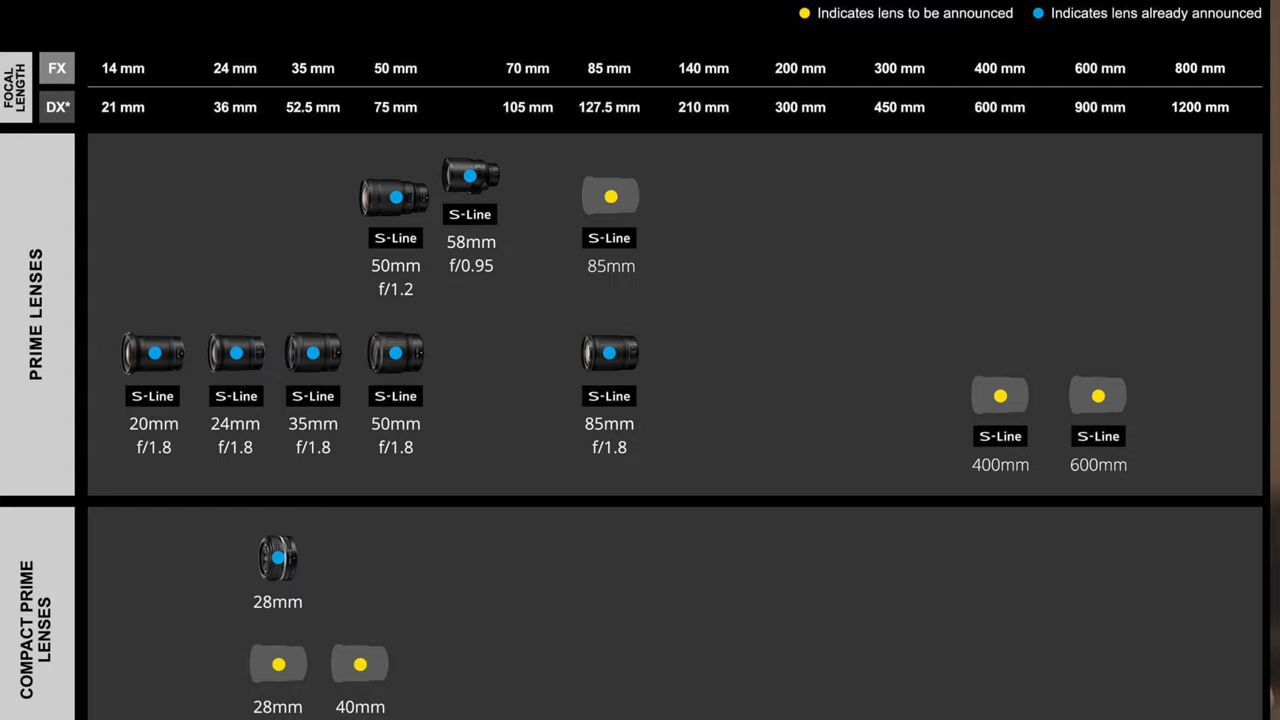 Indicates lens to be announced
Indicates lens already announced
FOCAL
LENGTH
FX
14 mm 24 mm 35 mm 50 mm 70 mm 85 mm 140 mm 200 mm 300 mm 400 mm 600 mm 800 mm
DX*
21 mm 36 mm 52.5 mm 75 mm 105 mm 127.5 mm 210 mm 300 mm 450 mm 600 mm 900 mm 1200 mm
PRIME LENSES
S-Line
50mm
f/1.2
S-Line
58mm
f/0.95
S-Line
85mm
S-Line
20mm
f/1.8
S-Line
24mm
f/1.8
S-Line
35mm
f/1.8
S-Line
50mm
f/1.8
S-Line
85mm
f/1.8
S-Line
400mm
S-Line
600mm
COMPACT PRIME
LENSES
28mm
28mm
40mm